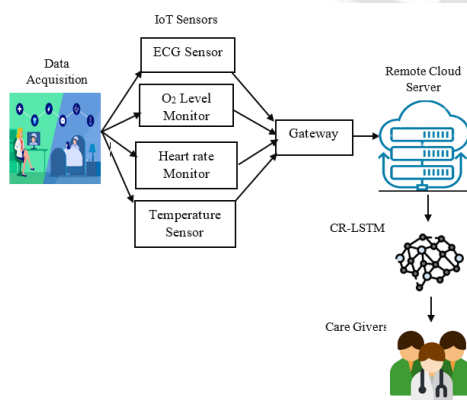 IoT Sensors
Data
Acquisition
ECG Sensor
O₂ Level
Monitor
Heart rate
Monitor
Temperature
Sensor
Gateway
Remote Cloud
Server
CR-LSTM
Care Givers